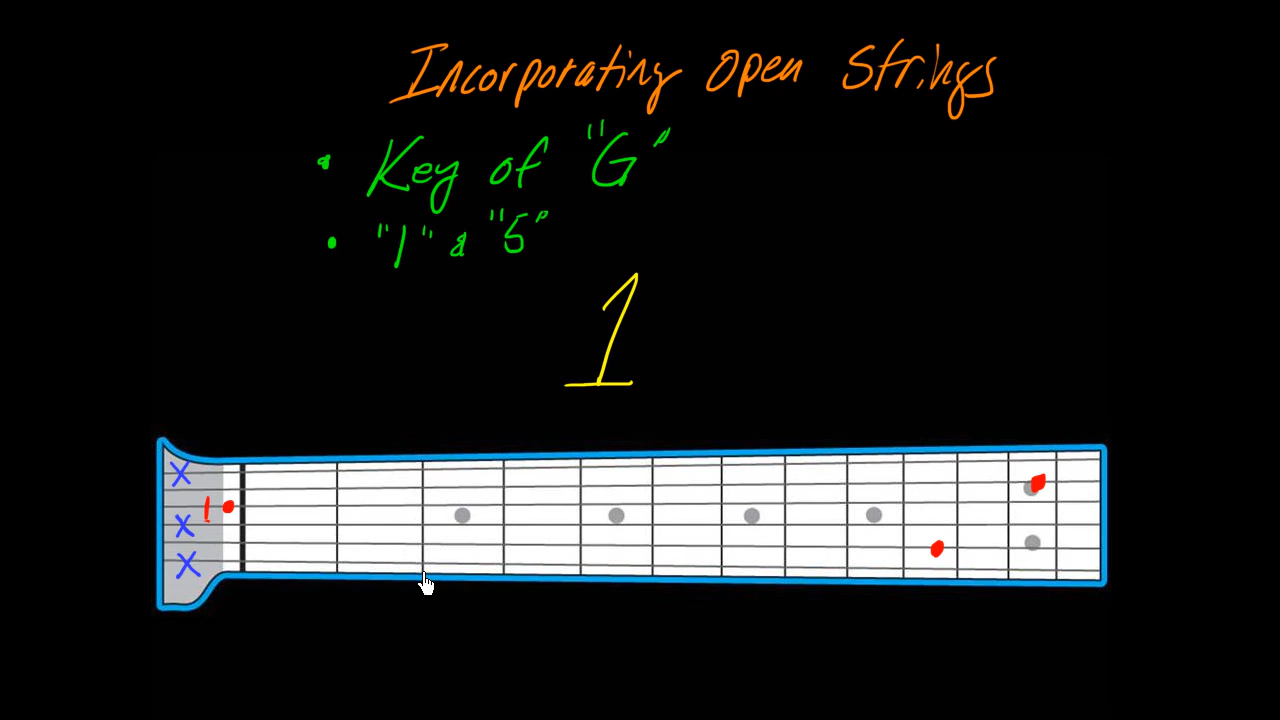 Incorporating Open Strings
• Key of "G"
• "1" & "5"
1
X
1
X
X